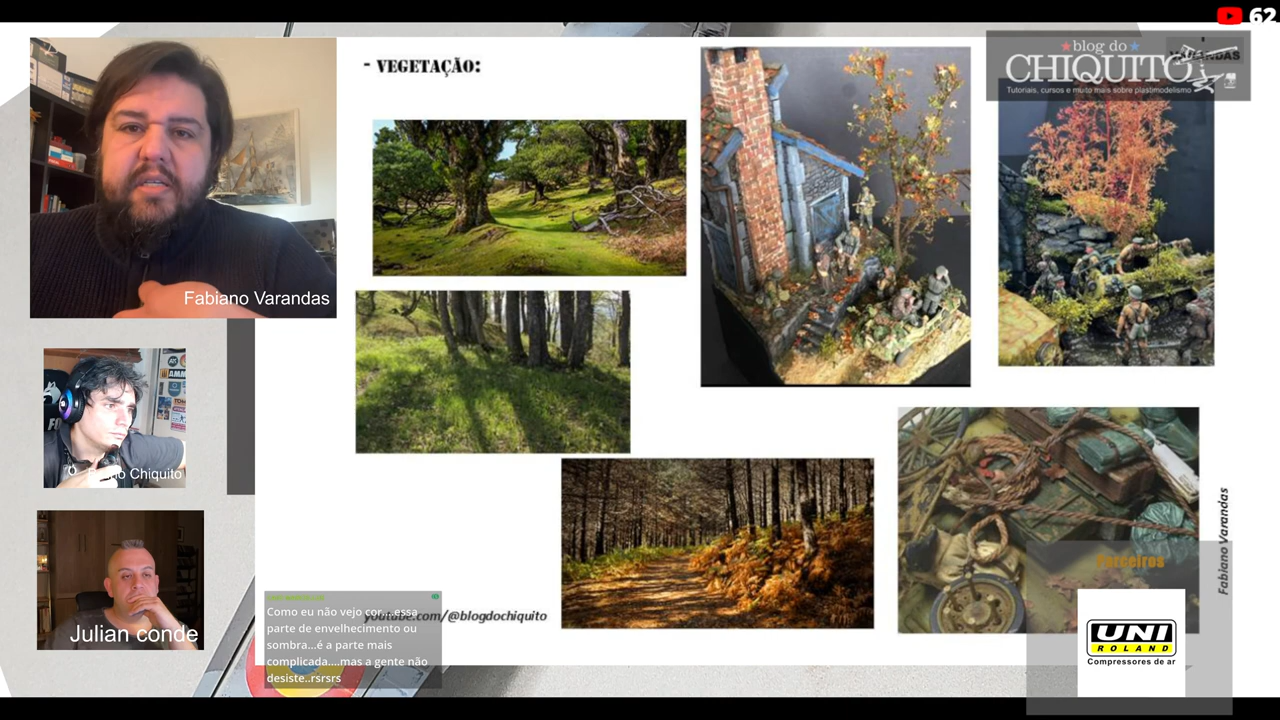 62
- VEGETAÇÃO:
blog do
CHIQUITO
Tutoriais, cursos e muito mais sobre plastimodelismo
VARANDAS
Fabiano Varandas
Chiquito
Julian conde
youtube.com/@blogdochiquito
Como eu não vejo cor....essa
parte de envelhecimento ou
sombra...é a parte mais
complicada....mas a gente não
desiste..rsrsrs
Fabiano Varandas
Parceiros
UNI
ROLAND
Compressores de ar